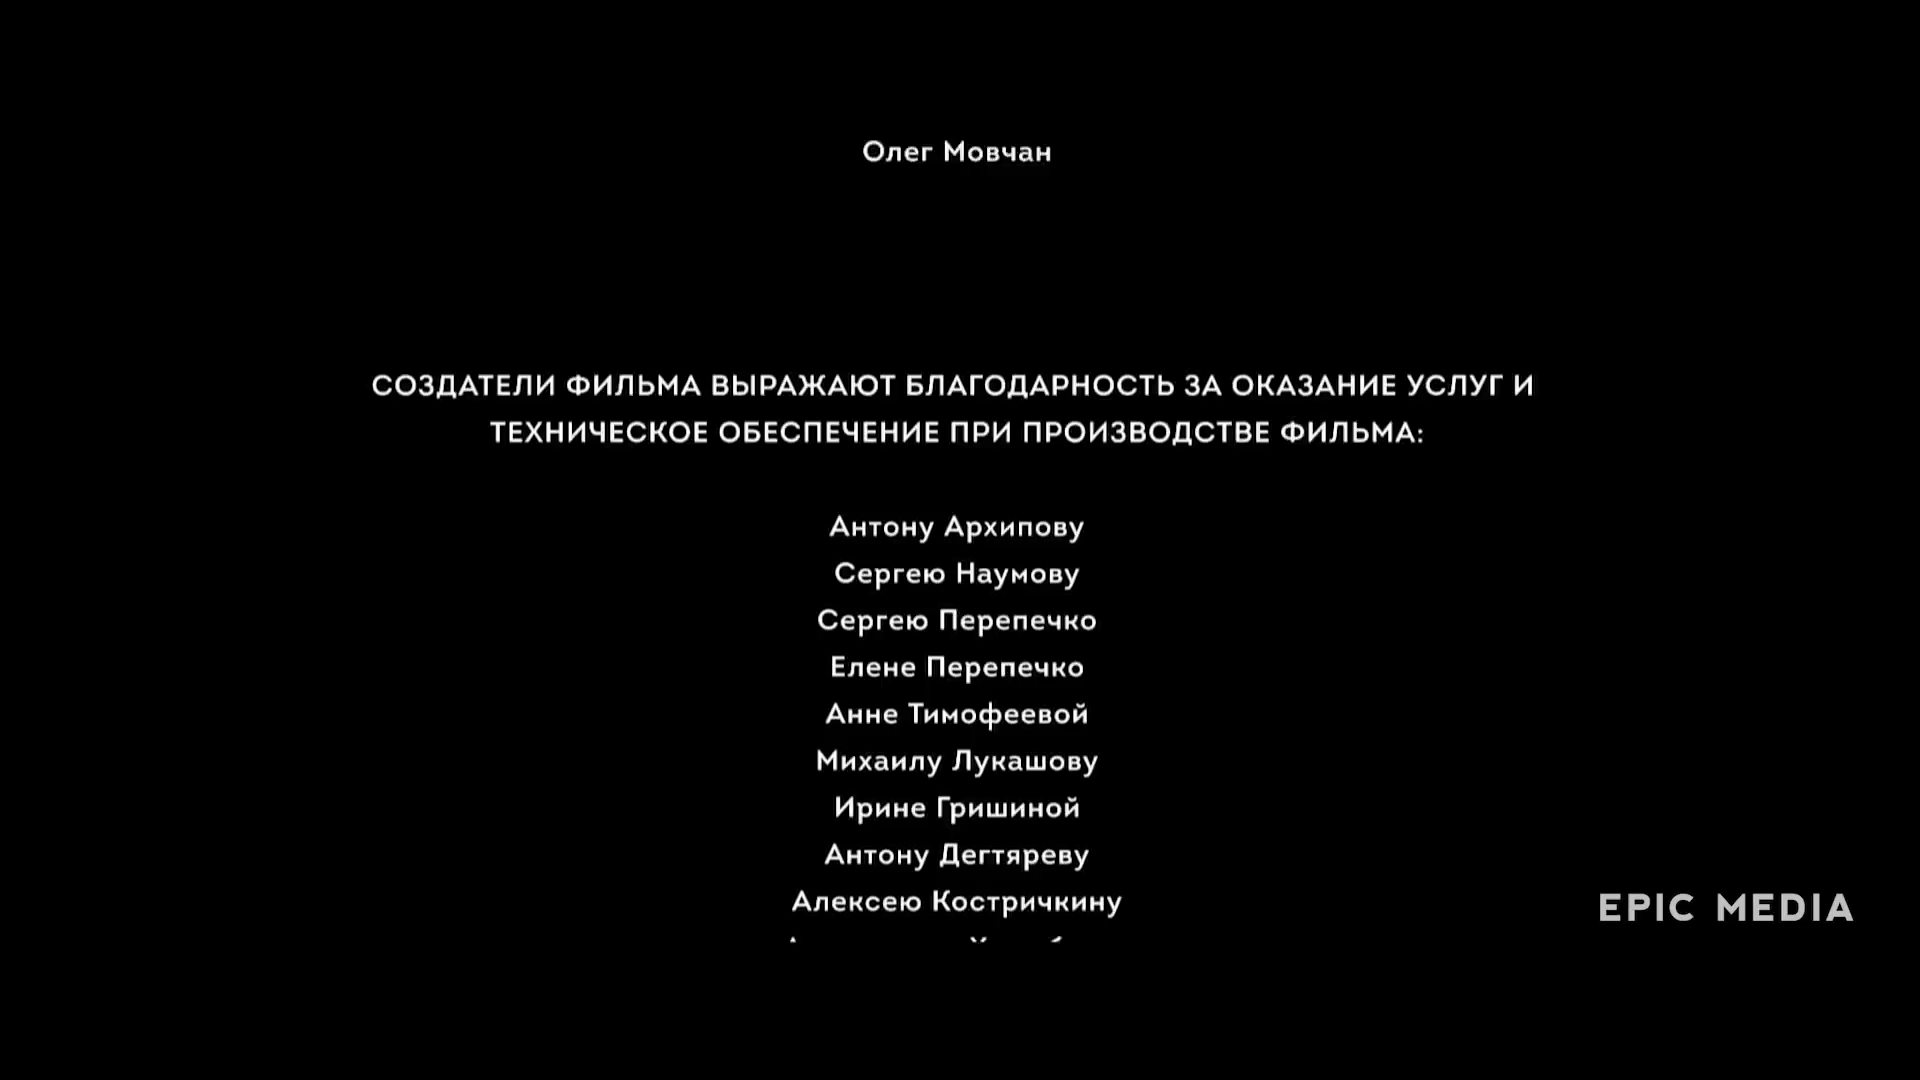 Олег Мовчан
СОЗДАТЕЛИ ФИЛЬМА ВЫРАЖАЮТ БЛАГОДАРНОСТЬ ЗА ОКАЗАНИЕ УСЛУГ И
ТЕХНИЧЕСКОЕ ОБЕСПЕЧЕНИЕ ПРИ ПРОИЗВОДСТВЕ ФИЛЬМА:
Антону Архипову
Сергею Наумову
Сергею Перепечко
Елене Перепечко
Анне Тимофеевой
Михаилу Лукашову
Ирине Гришиной
Антону Дегтяреву
Алексею Костричкину
EPIC MEDIA